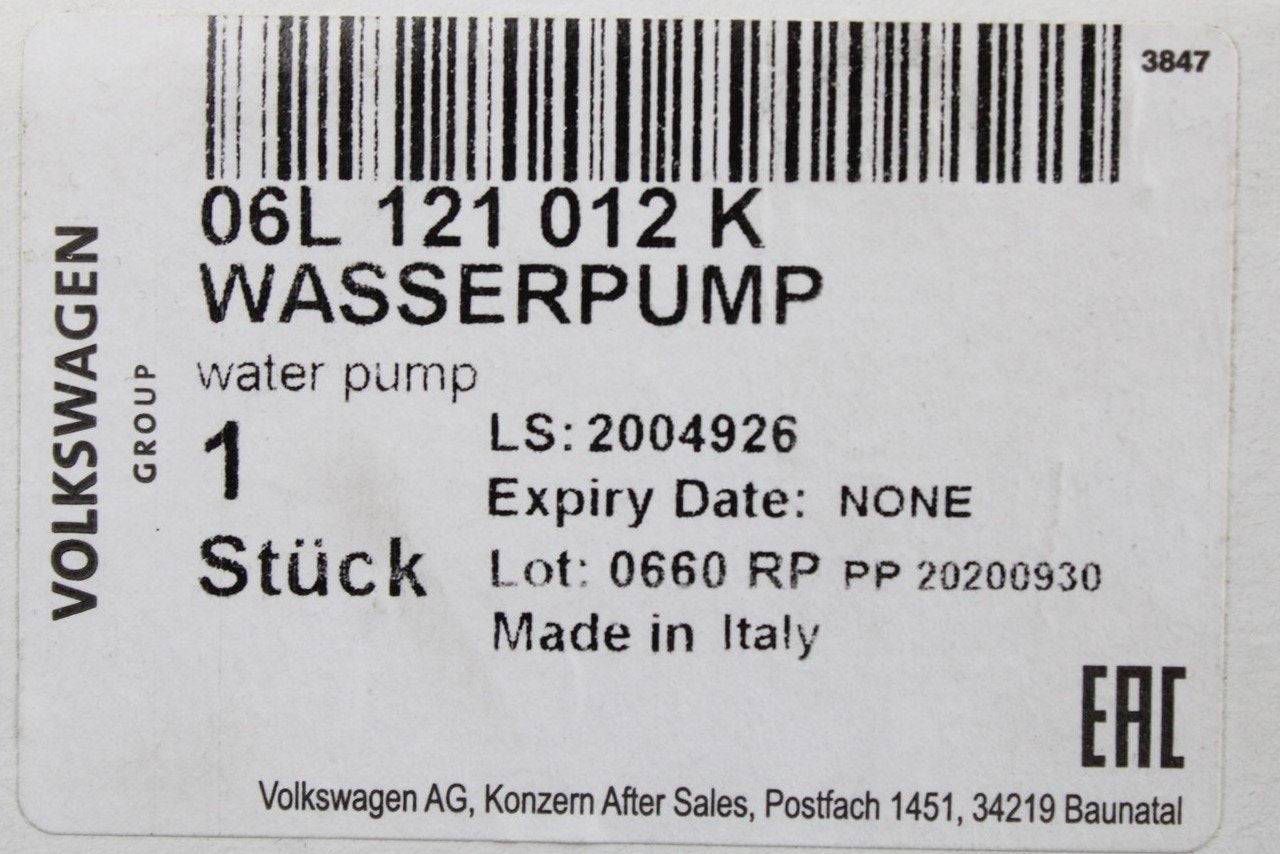 3847
06L 121 012 K
WASSERPUMP
water pump
1
Stück
LS: 2004926
Expiry Date: NONE
Lot: 0660 RP PP 20200930
Made in Italy
VOLKSWAGEN
GROUP
EAC
Volkswagen AG, Konzern After Sales, Postfach 1451, 34219 Baunatal